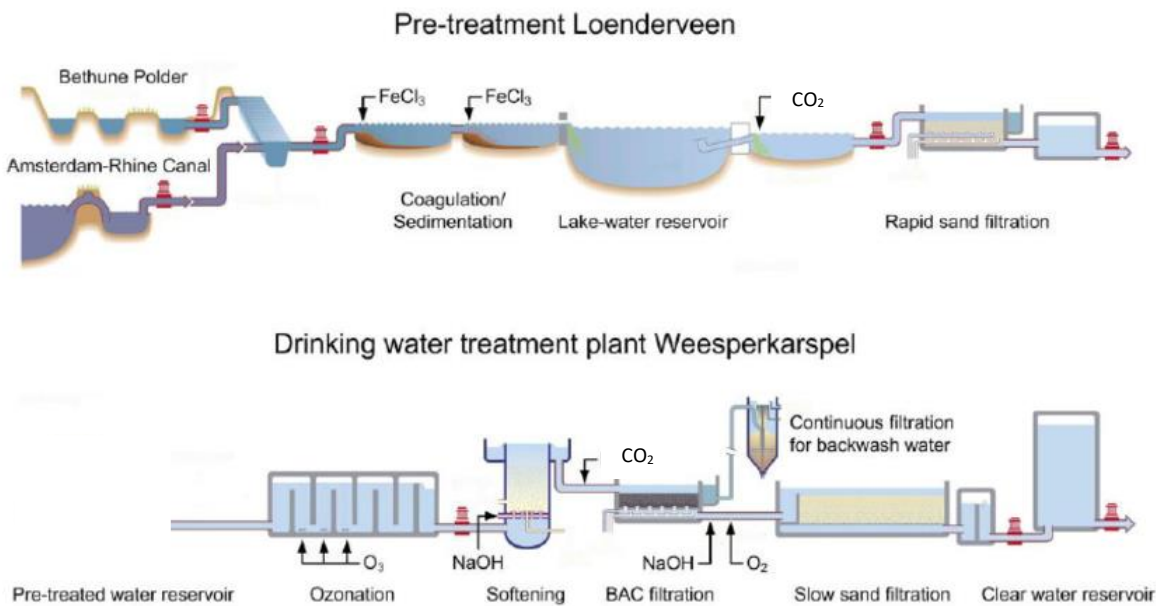 Pre-treatment Loenderveen
Bethune Polder
FeCl₃
FeCl₃
CO₂
Amsterdam-Rhine Canal
Coagulation/
Sedimentation
Lake-water reservoir
Rapid sand filtration
Drinking water treatment plant Weesperkarspel
Continuous filtration
for backwash water
CO₂
NaOH
O₃
NaOH
O₂
Pre-treated water reservoir
Ozonation
Softening
BAC filtration
Slow sand filtration
Clear water reservoir